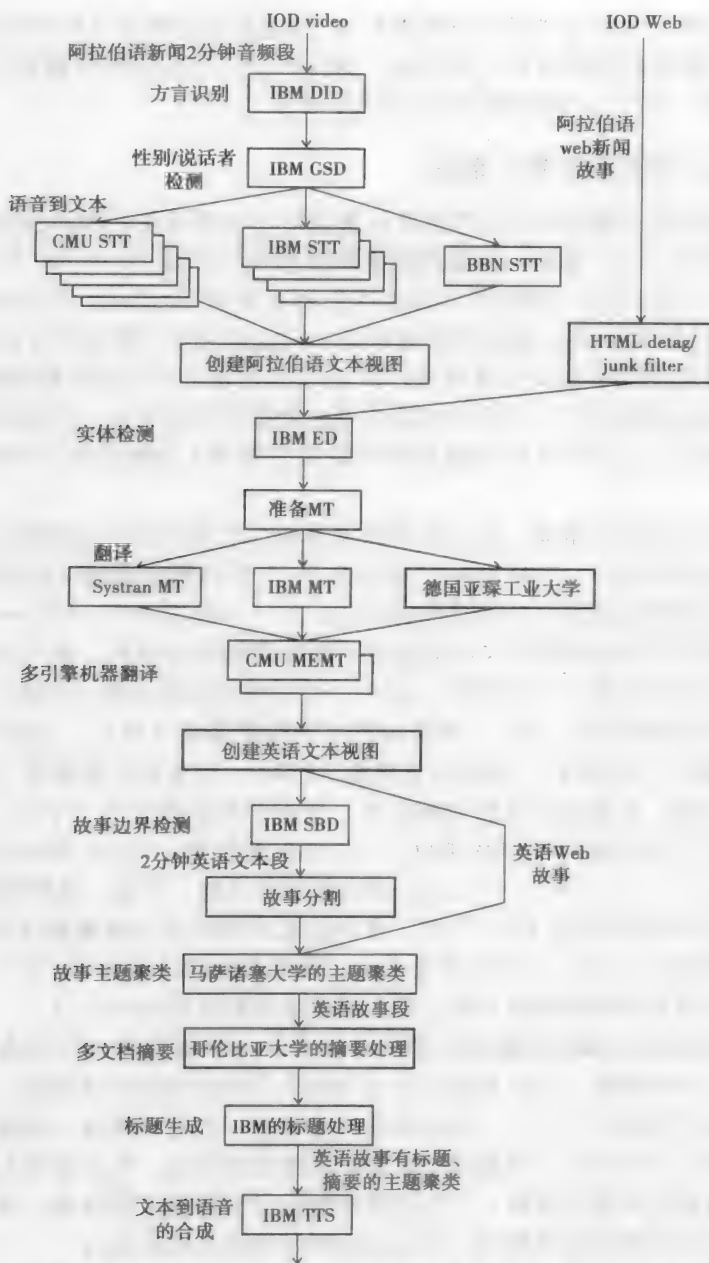 IOD video
IOD Web
阿拉伯语新闻2分钟音频段
方言识别
IBM DID
性别/说话者
检测
IBM GSD
阿拉伯语
web新闻
故事
语音到文本
CMU STT
IBM STT
BBN STT
创建阿拉伯语文本视图
HTML detag/
junk filter
实体检测
IBM ED
准备MT
翻译
Systran MT
IBM MT
德国亚琛工业大学
多引擎机器翻译
CMU MEMT
创建英语文本视图
故事边界检测
IBM SBD
2分钟英语文本段
英语Web
故事
故事分割
故事主题聚类
马萨诸塞大学的主题聚类
英语故事段
多文档摘要
哥伦比亚大学的摘要处理
标题生成
IBM的标题处理
英语故事有标题、
摘要的主题聚类
文本到语音
的合成
IBM TTS